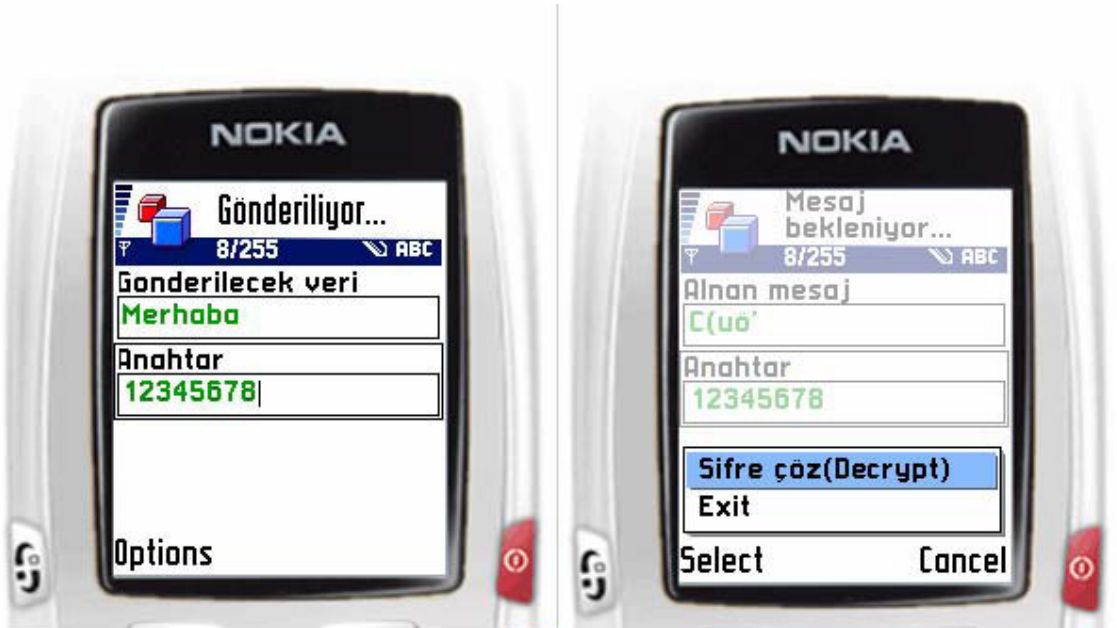 NOKIA
Gönderiliyor...
8/255 ABC
Gonderilecek veri
Merhaba
Anahtar
12345678
Options
NOKIA
Mesaj
bekleniyor...
8/255 ABC
Alnan mesaj
C(uö'
Anahtar
12345678
Sifre çöz(Decrypt)
Exit
Select Cancel